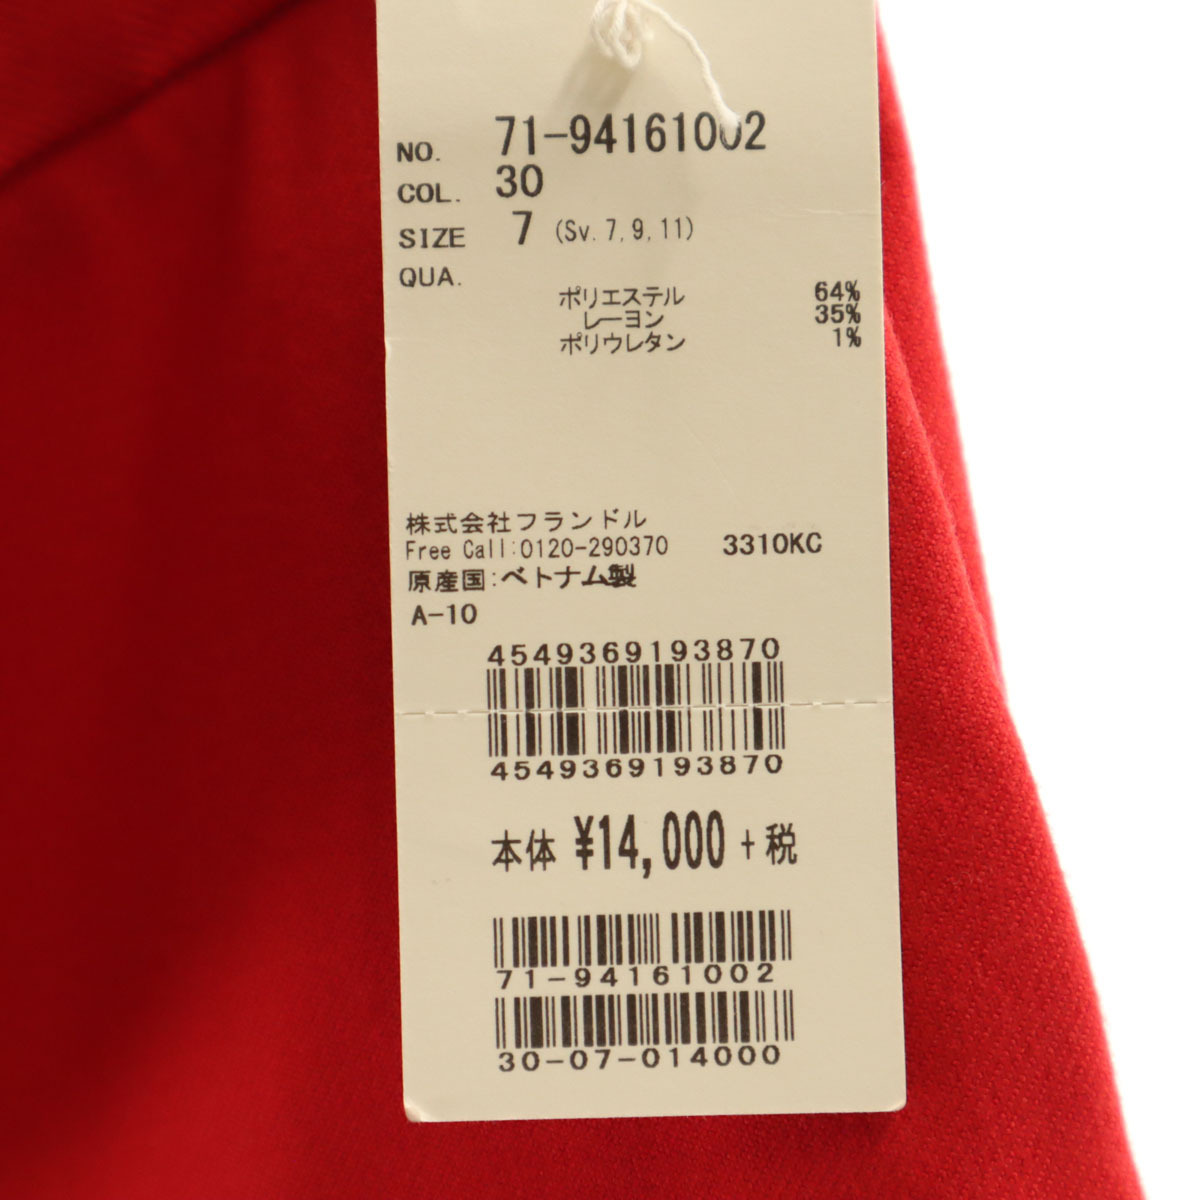 NO. 71-94161002
COL. 30
SIZE 7 (Sv. 7, 9, 11)
QUA.
ポリエステル 64%
レーヨン 35%
ポリウレタン 1%
株式会社フランドル
Free Call:0120-290370 3310KC
原産国:ベトナム製
A-10
4549369193870
4549369193870
本体 ¥14,000 + 税
71-94161002
30-07-014000